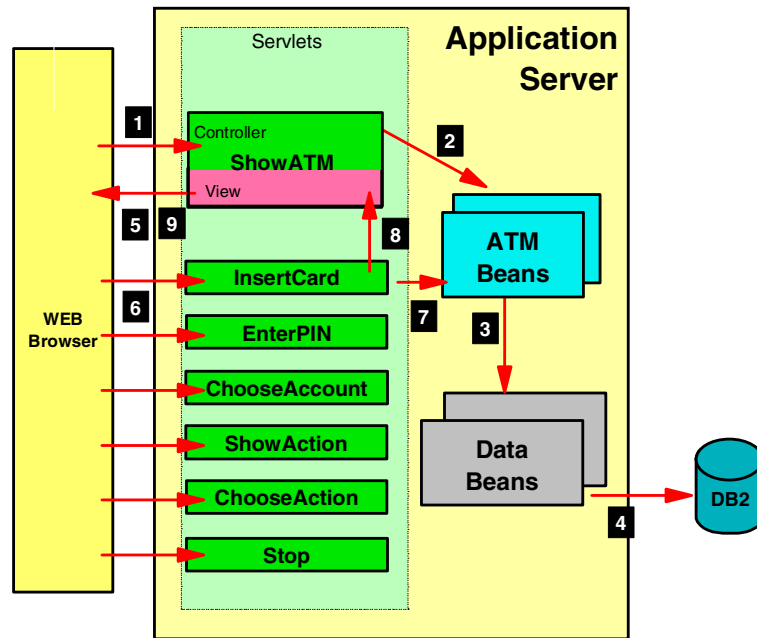 Application
Server
Servlets
1
Controller
ShowATM
View
2
5
9
8
ATM
Beans
InsertCard
6
7
WEB
Browser
EnterPIN
3
ChooseAccount
ShowAction
Data
Beans
ChooseAction
4
DB2
Stop